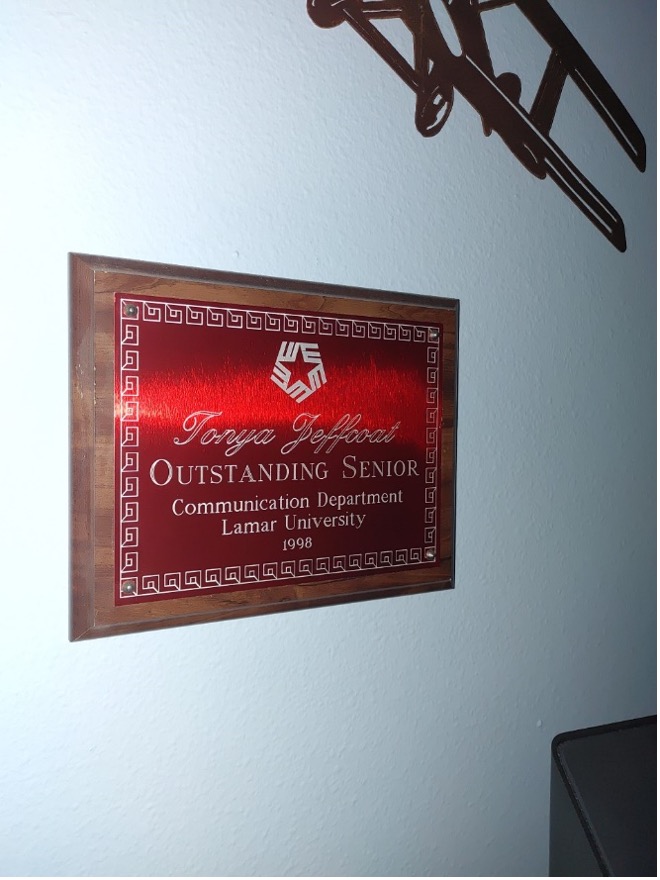 Tonya Jeffcoat
OUTSTANDING SENIOR
Communication Department
Lamar University
1998